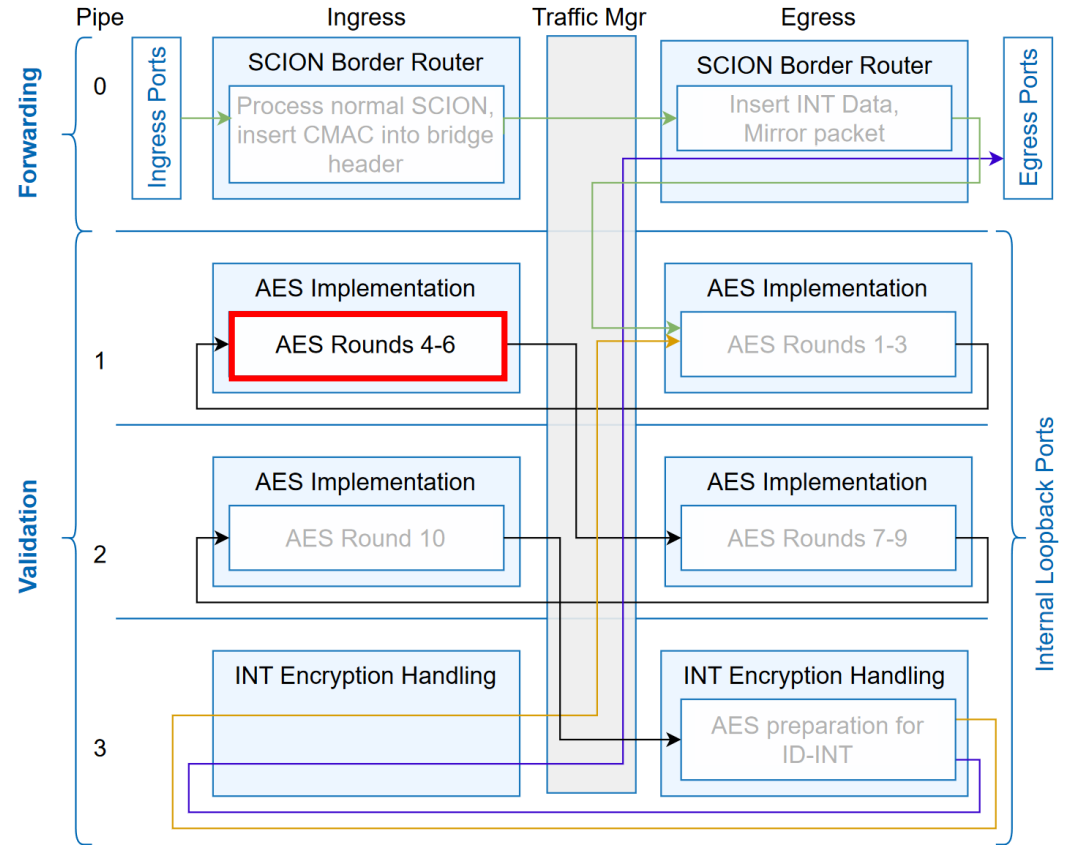 Pipe
Ingress
Traffic Mgr
Egress
Forwarding
0
Ingress Ports
SCION Border Router
Process normal SCION,
insert CMAC into bridge
header
SCION Border Router
Insert INT Data,
Mirror packet
Egress Ports
Validation
1
AES Implementation
AES Rounds 4-6
AES Implementation
AES Rounds 1-3
Internal Loopback Ports
2
AES Implementation
AES Round 10
AES Implementation
AES Rounds 7-9
3
INT Encryption Handling
INT Encryption Handling
AES preparation for
ID-INT